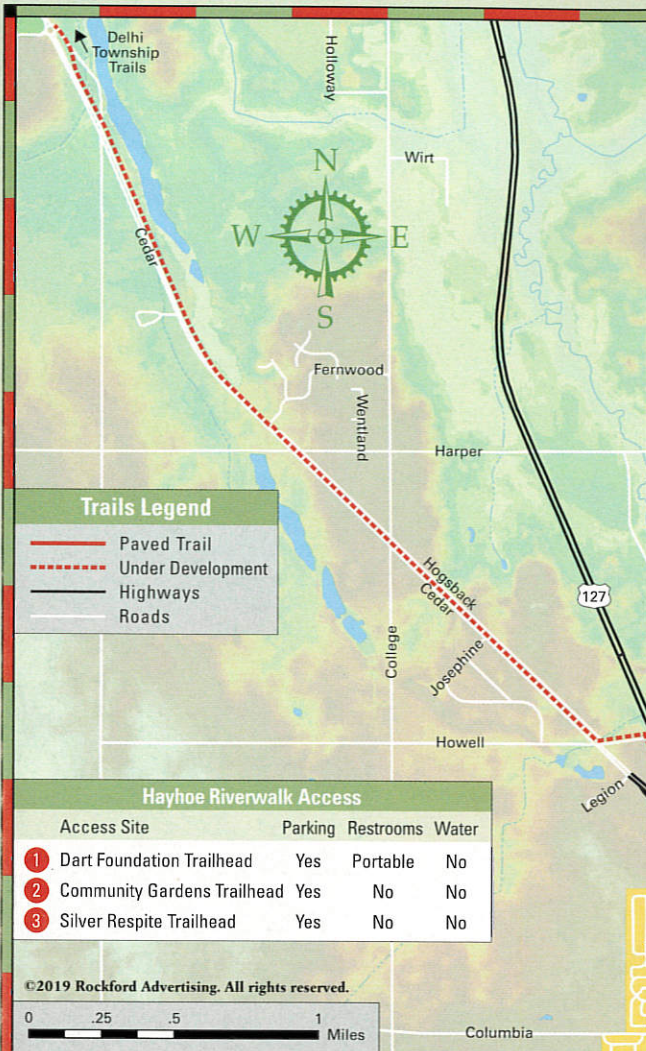 Delhi
Township
Trails
Holloway
Wirt
N
W E
S
Cedar
Fernwood
Wentland
Harper
Trails Legend
Paved Trail
Under Development
Highways
Roads
127
Hogsback
Cedar
College
Josephine
Howell
Legion
Hayhoe Riverwalk Access
Access Site Parking Restrooms Water
1 Dart Foundation Trailhead Yes Portable No
2 Community Gardens Trailhead Yes No No
3 Silver Respite Trailhead Yes No No
©2019 Rockford Advertising. All rights reserved.
0 .25 .5 1
Miles
Columbia